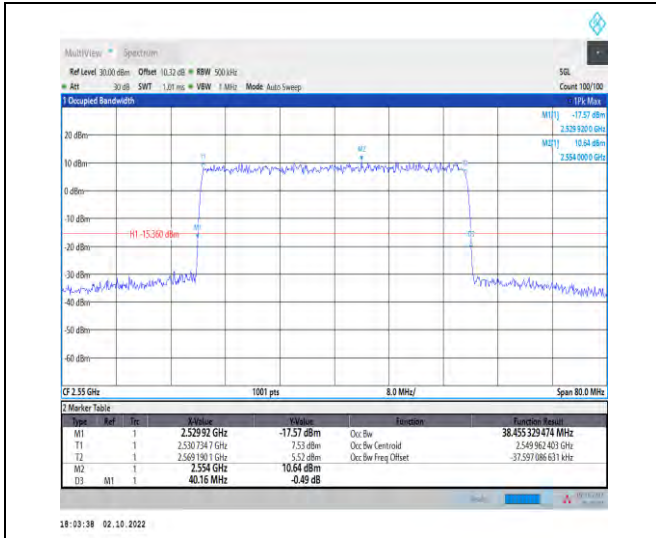 MultiView Spectrum
Ref Level 30.00 dBm Offset 10.32 dB RBW 500 kHz SGL
Att 30 dB SWT 1.01 ms VBW 1 MHz Mode Auto Sweep Count 100/100
1 Occupied Bandwidth 1Pk Max
M1[1] -17.57 dBm
2.529 920 0 GHz
M2[1] 10.64 dBm
2.554 000 0 GHz
20 dBm
T1
M2
10 dBm
0 dBm
-10 dBm
M1
H1 -15.360 dBm
-20 dBm
-30 dBm
-40 dBm
-50 dBm
-60 dBm
CF 2.55 GHz 1001 pts 8.0 MHz/ Span 80.0 MHz
2 Marker Table
Type Ref Trc X-Value Y-Value Function Function Result
M1 1 2.52992 GHz -17.57 dBm Occ Bw 38.455 329 474 MHz
T1 1 2.530 734 7 GHz 7.53 dBm Occ Bw Centroid 2.549 962 403 GHz
T2 1 2.569 190 1 GHz 5.52 dBm Occ Bw Freq Offset -37.597 086 631 kHz
M2 1 2.554 GHz 10.64 dBm
D3 M1 1 40.16 MHz -0.49 dB
18:03:38 02.10.2022